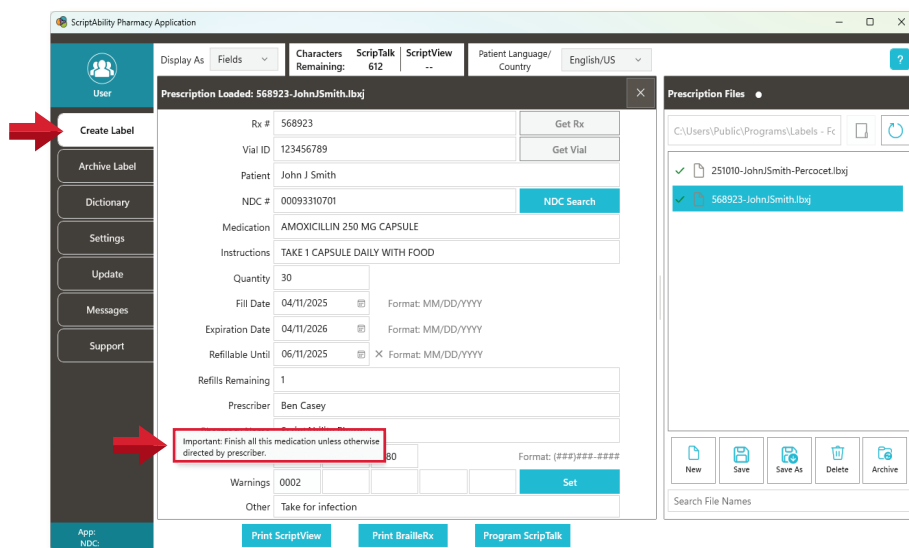 ScriptAbility Pharmacy Application
User
Create Label
Archive Label
Dictionary
Settings
Update
Messages
Support
App:
NDC:
Display As Fields
Characters Remaining: ScripTalk 612 ScriptView --
Patient Language/ Country English/US
?
Prescription Loaded: 568923-JohnJSmith.lbxj
Rx # 568923 Get Rx
Vial ID 123456789 Get Vial
Patient John J Smith
NDC # 00093310701 NDC Search
Medication AMOXICILLIN 250 MG CAPSULE
Instructions TAKE 1 CAPSULE DAILY WITH FOOD
Quantity 30
Fill Date 04/11/2025 Format: MM/DD/YYYY
Expiration Date 04/11/2026 Format: MM/DD/YYYY
Refillable Until 06/11/2025 Format: MM/DD/YYYY
Refills Remaining 1
Prescriber Ben Casey
Important: Finish all this medication unless otherwise
directed by prescriber.
80 Format: (###)###-####
Warnings 0002 Set
Other Take for infection
Print ScriptView Print BrailleRx Program ScripTalk
Prescription Files
C:\Users\Public\Programs\Labels - Fc
251010-JohnJSmith-Percocet.lbxj
568923-JohnJSmith.lbxj
New Save Save As Delete Archive
Search File Names